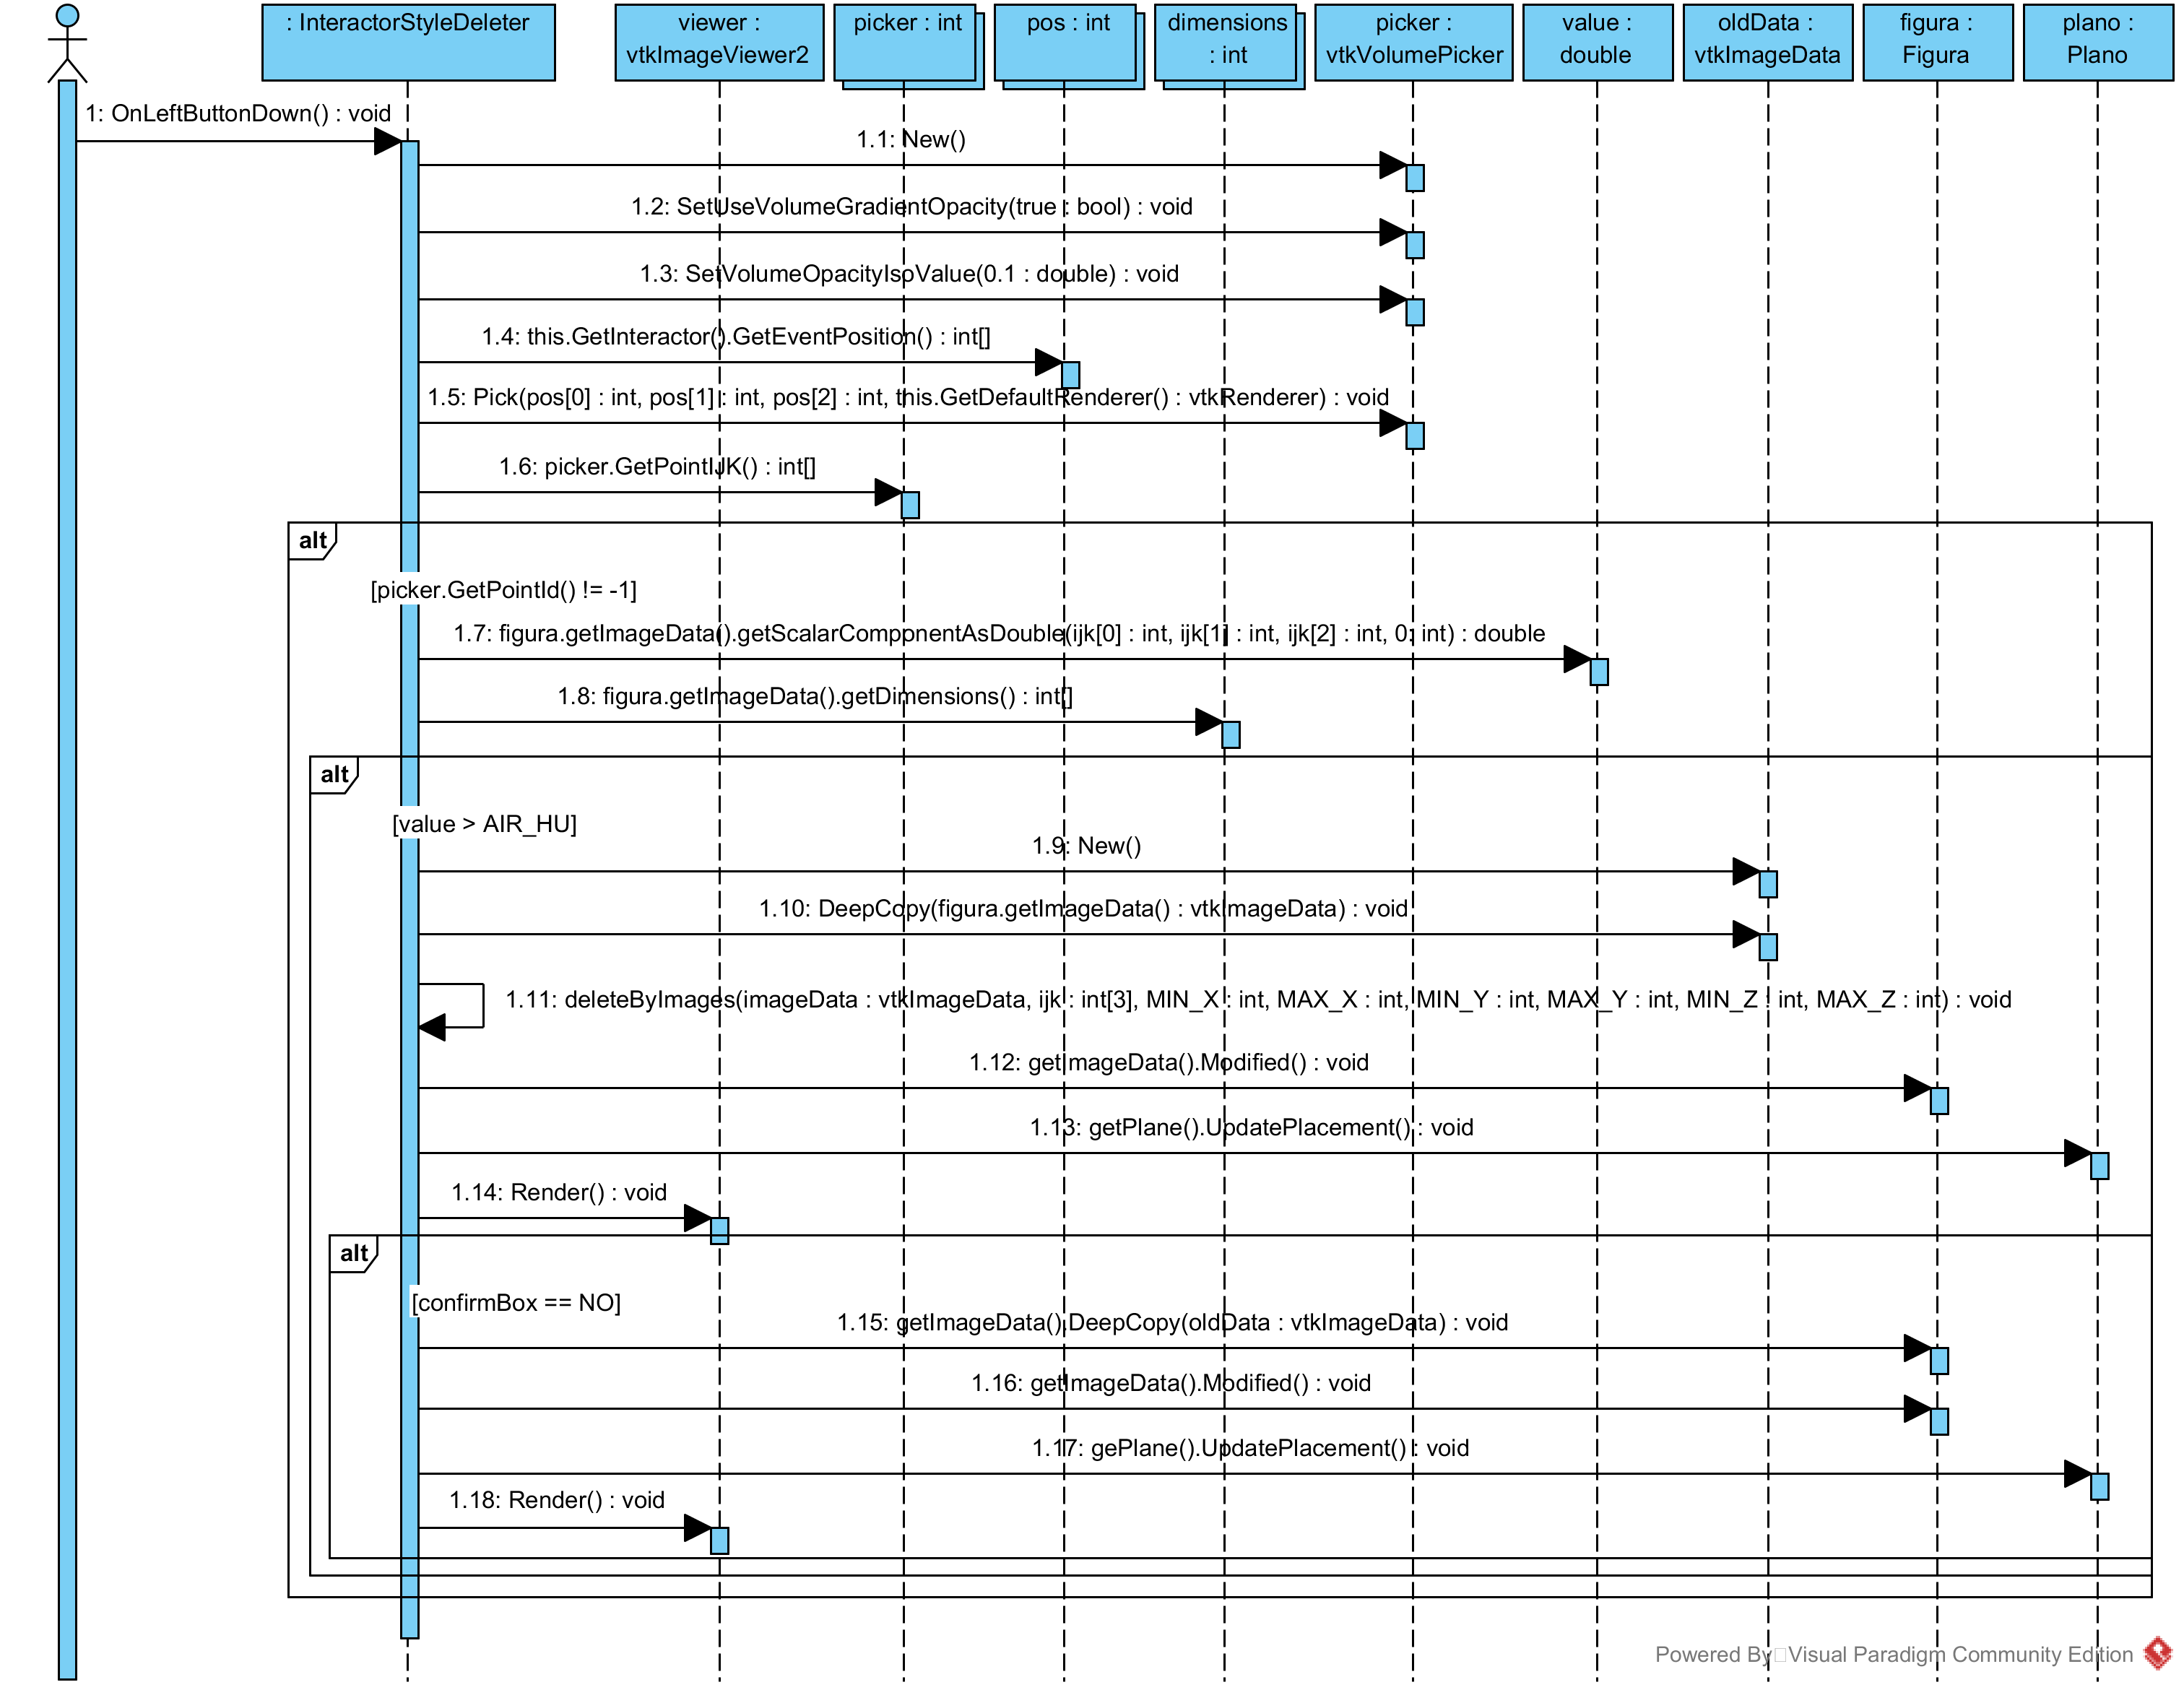 : InteractorStyleDeleter
viewer :
vtkImageViewer2
picker : int
pos : int
dimensions
: int
picker :
vtkVolumePicker
value :
double
oldData :
vtkImageData
figura :
Figura
plano :
Plano
1: OnLeftButtonDown() : void
1.1: New()
1.2: SetUseVolumeGradientOpacity(true : bool) : void
1.3: SetVolumeOpacityIsoValue(0.1 : double) : void
1.4: this.GetInteractor().GetEventPosition() : int[]
1.5: Pick(pos[0] : int, pos[1] : int, pos[2] : int, this.GetDefaultRenderer() : vtkRenderer) : void
1.6: picker.GetPointIJK() : int[]
alt
[picker.GetPointId() != -1]
1.7: figura.getImageData().getScalarComponentAsDouble(ijk[0] : int, ijk[1] : int, ijk[2] : int, 0: int) : double
1.8: figura.getImageData().getDimensions() : int[]
alt
[value > AIR_HU]
1.9: New()
1.10: DeepCopy(figura.getImageData() : vtkImageData) : void
1.11: deleteByImages(imageData : vtkImageData, ijk : int[3], MIN_X : int, MAX_X : int, MIN_Y : int, MAX_Y : int, MIN_Z : int, MAX_Z : int) : void
1.12: getImageData().Modified() : void
1.13: getPlane().UpdatePlacement() : void
1.14: Render() : void
alt
[confirmBox == NO]
1.15: getImageData().DeepCopy(oldData : vtkImageData) : void
1.16: getImageData().Modified() : void
1.17: gePlane().UpdatePlacement() : void
1.18: Render() : void
Powered By Visual Paradigm Community Edition